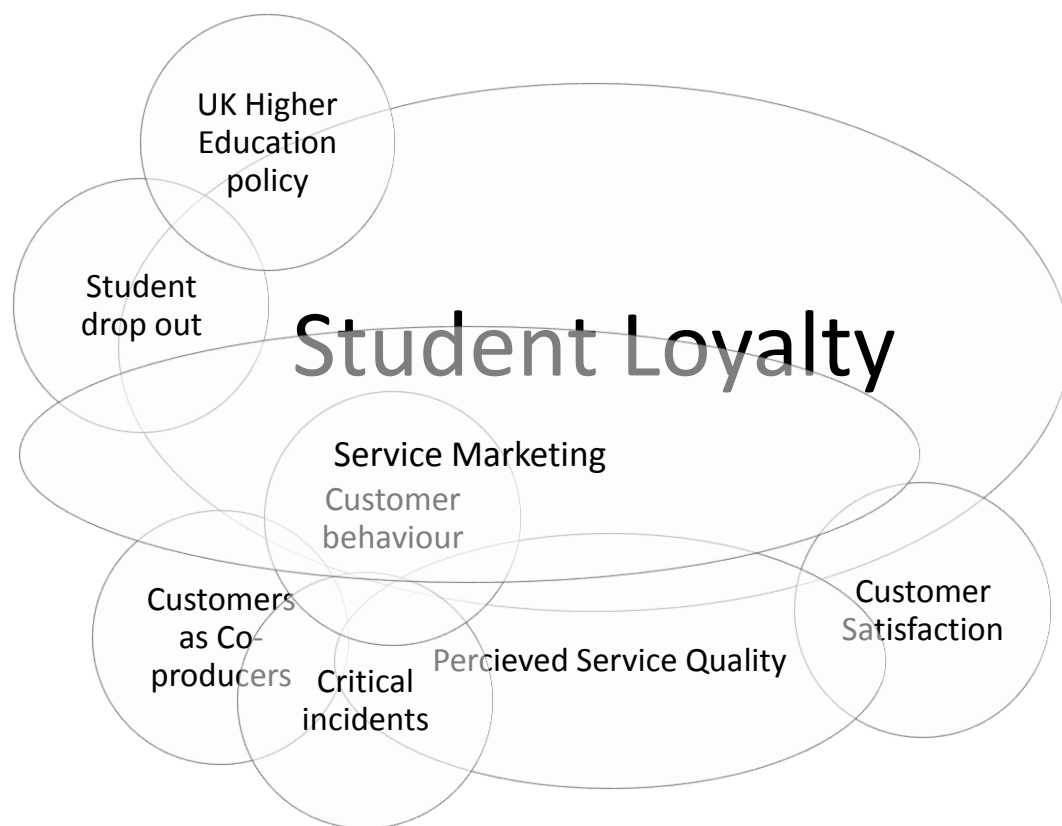 UK Higher
Education
policy
Student
drop out
Student Loyalty
Service Marketing
Customer
behaviour
Customers
as Co-
producers
Critical
incidents
Percieved Service Quality
Customer
Satisfaction